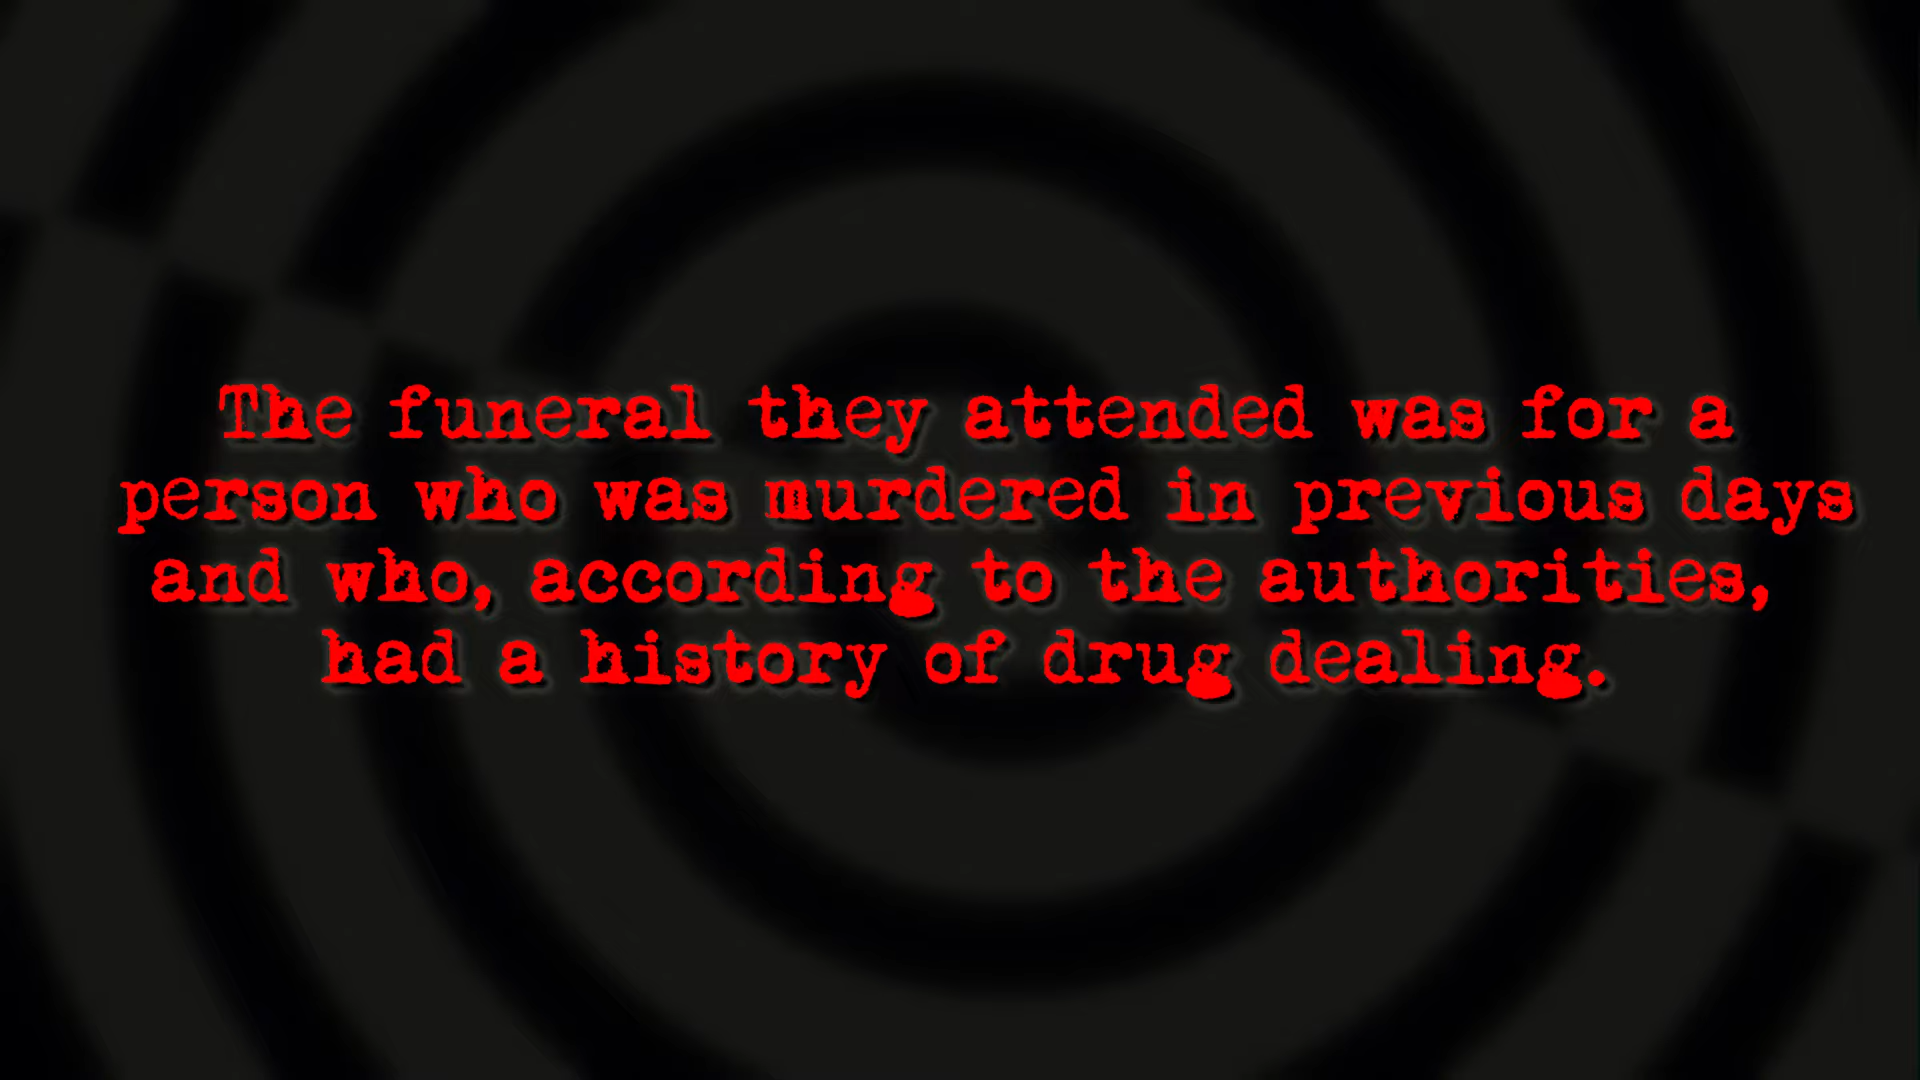 The funeral they attended was for a
person who was murdered in previous days
and who, according to the authorities,
had a history of drug dealing.